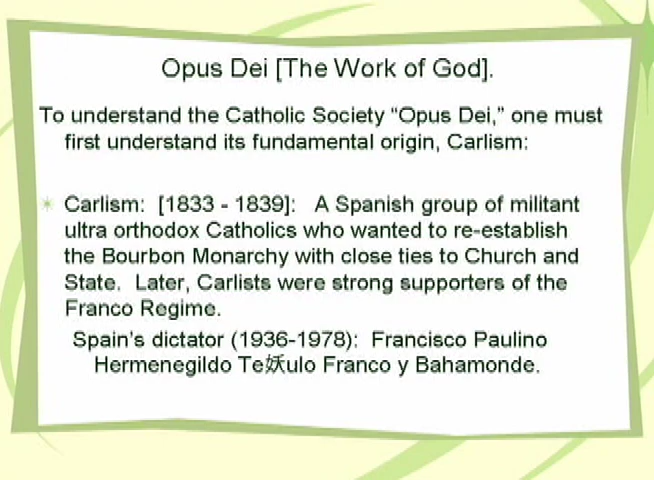 Opus Dei [The Work of God].
To understand the Catholic Society “Opus Dei,” one must
first understand its fundamental origin, Carlism:
Carlism: [1833 - 1839]: A Spanish group of militant
ultra orthodox Catholics who wanted to re-establish
the Bourbon Monarchy with close ties to Church and
State. Later, Carlists were strong supporters of the
Franco Regime.
Spain’s dictator (1936-1978): Francisco Paulino
Hermenegildo Te妖ulo Franco y Bahamonde.